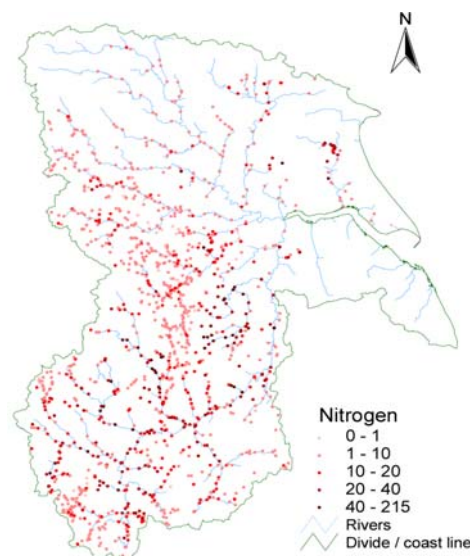 N
Nitrogen
0 - 1
1 - 10
10 - 20
20 - 40
40 - 215
Rivers
Divide / coast line